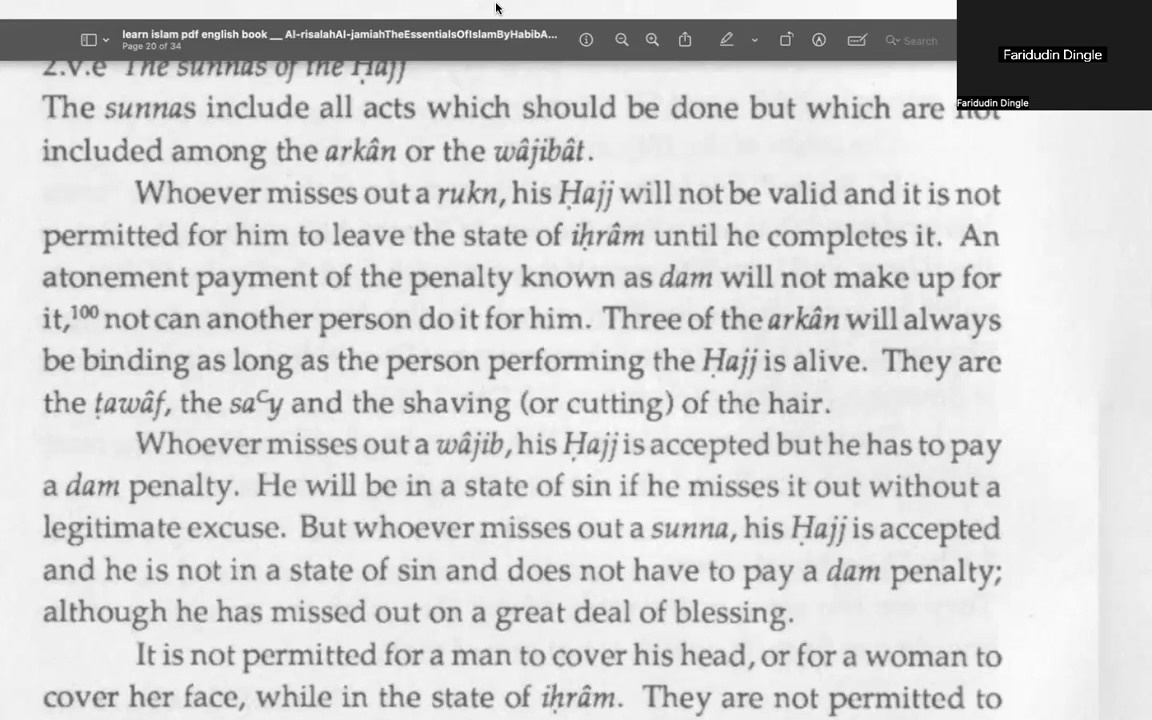 learn islam pdf english book __ Al-risalahAl-jamiahTheEssentialsOfIslamByHabibA...
Page 20 of 34
Search
Faridudin Dingle
Faridudin Dingle
2.v.e The sunnas of the Ḥajj
The sunnas include all acts which should be done but which are not
included among the arkân or the wâjibât.
Whoever misses out a rukn, his Ḥajj will not be valid and it is not
permitted for him to leave the state of iḥrâm until he completes it. An
atonement payment of the penalty known as dam will not make up for
it,¹⁰⁰ not can another person do it for him. Three of the arkân will always
be binding as long as the person performing the Ḥajj is alive. They are
the ṭawâf, the saᶜy and the shaving (or cutting) of the hair.
Whoever misses out a wâjib, his Ḥajj is accepted but he has to pay
a dam penalty. He will be in a state of sin if he misses it out without a
legitimate excuse. But whoever misses out a sunna, his Ḥajj is accepted
and he is not in a state of sin and does not have to pay a dam penalty;
although he has missed out on a great deal of blessing.
It is not permitted for a man to cover his head, or for a woman to
cover her face, while in the state of iḥrâm. They are not permitted to